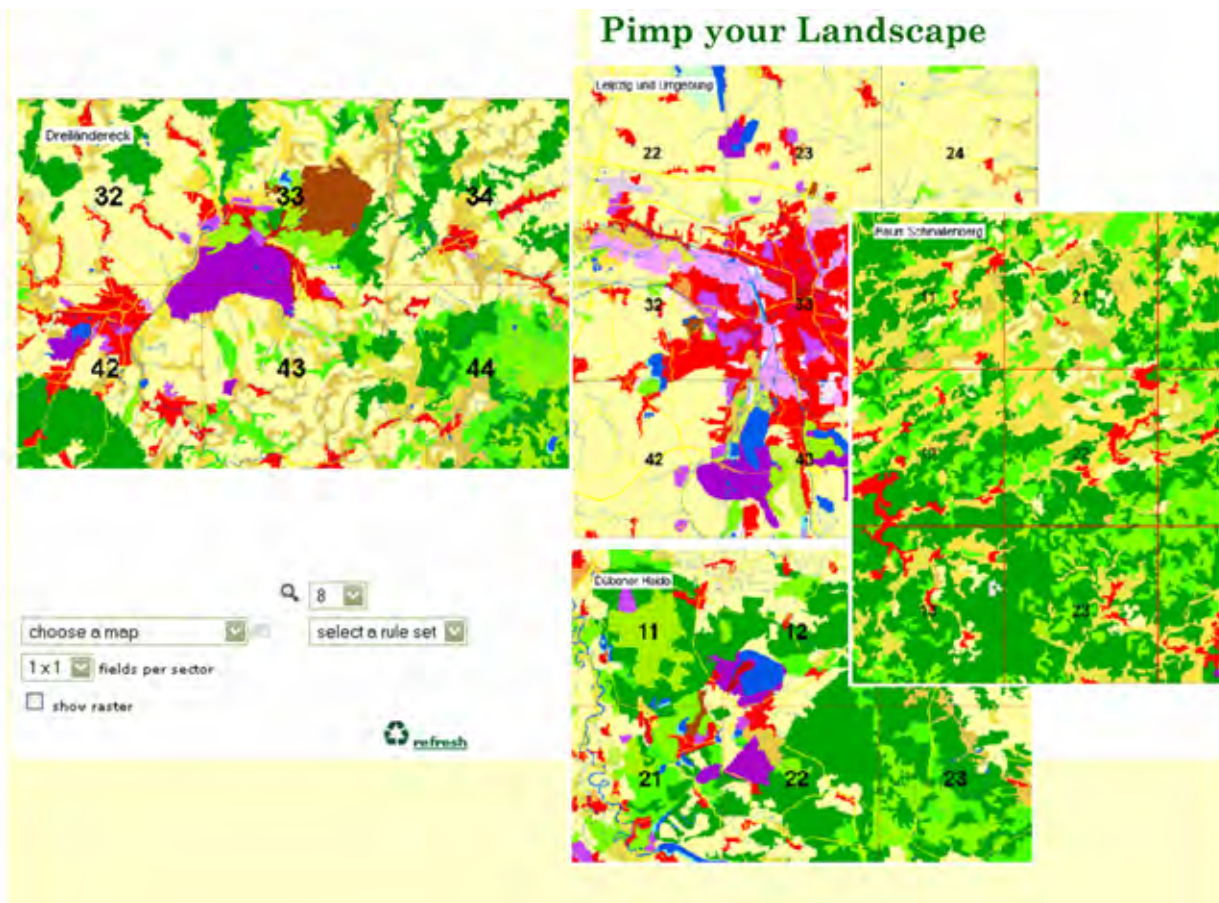 Pimp your Landscape
Dreiländereck
32
33
34
42
43
44
Leipzig und Umgebung
22
23
24
32
33
42
43
Raum Schmallenberg
11
21
22
13
23
Dübener Heide
11
12
21
22
23
8
choose a map
select a rule set
1 x 1
fields per sector
show raster
refresh